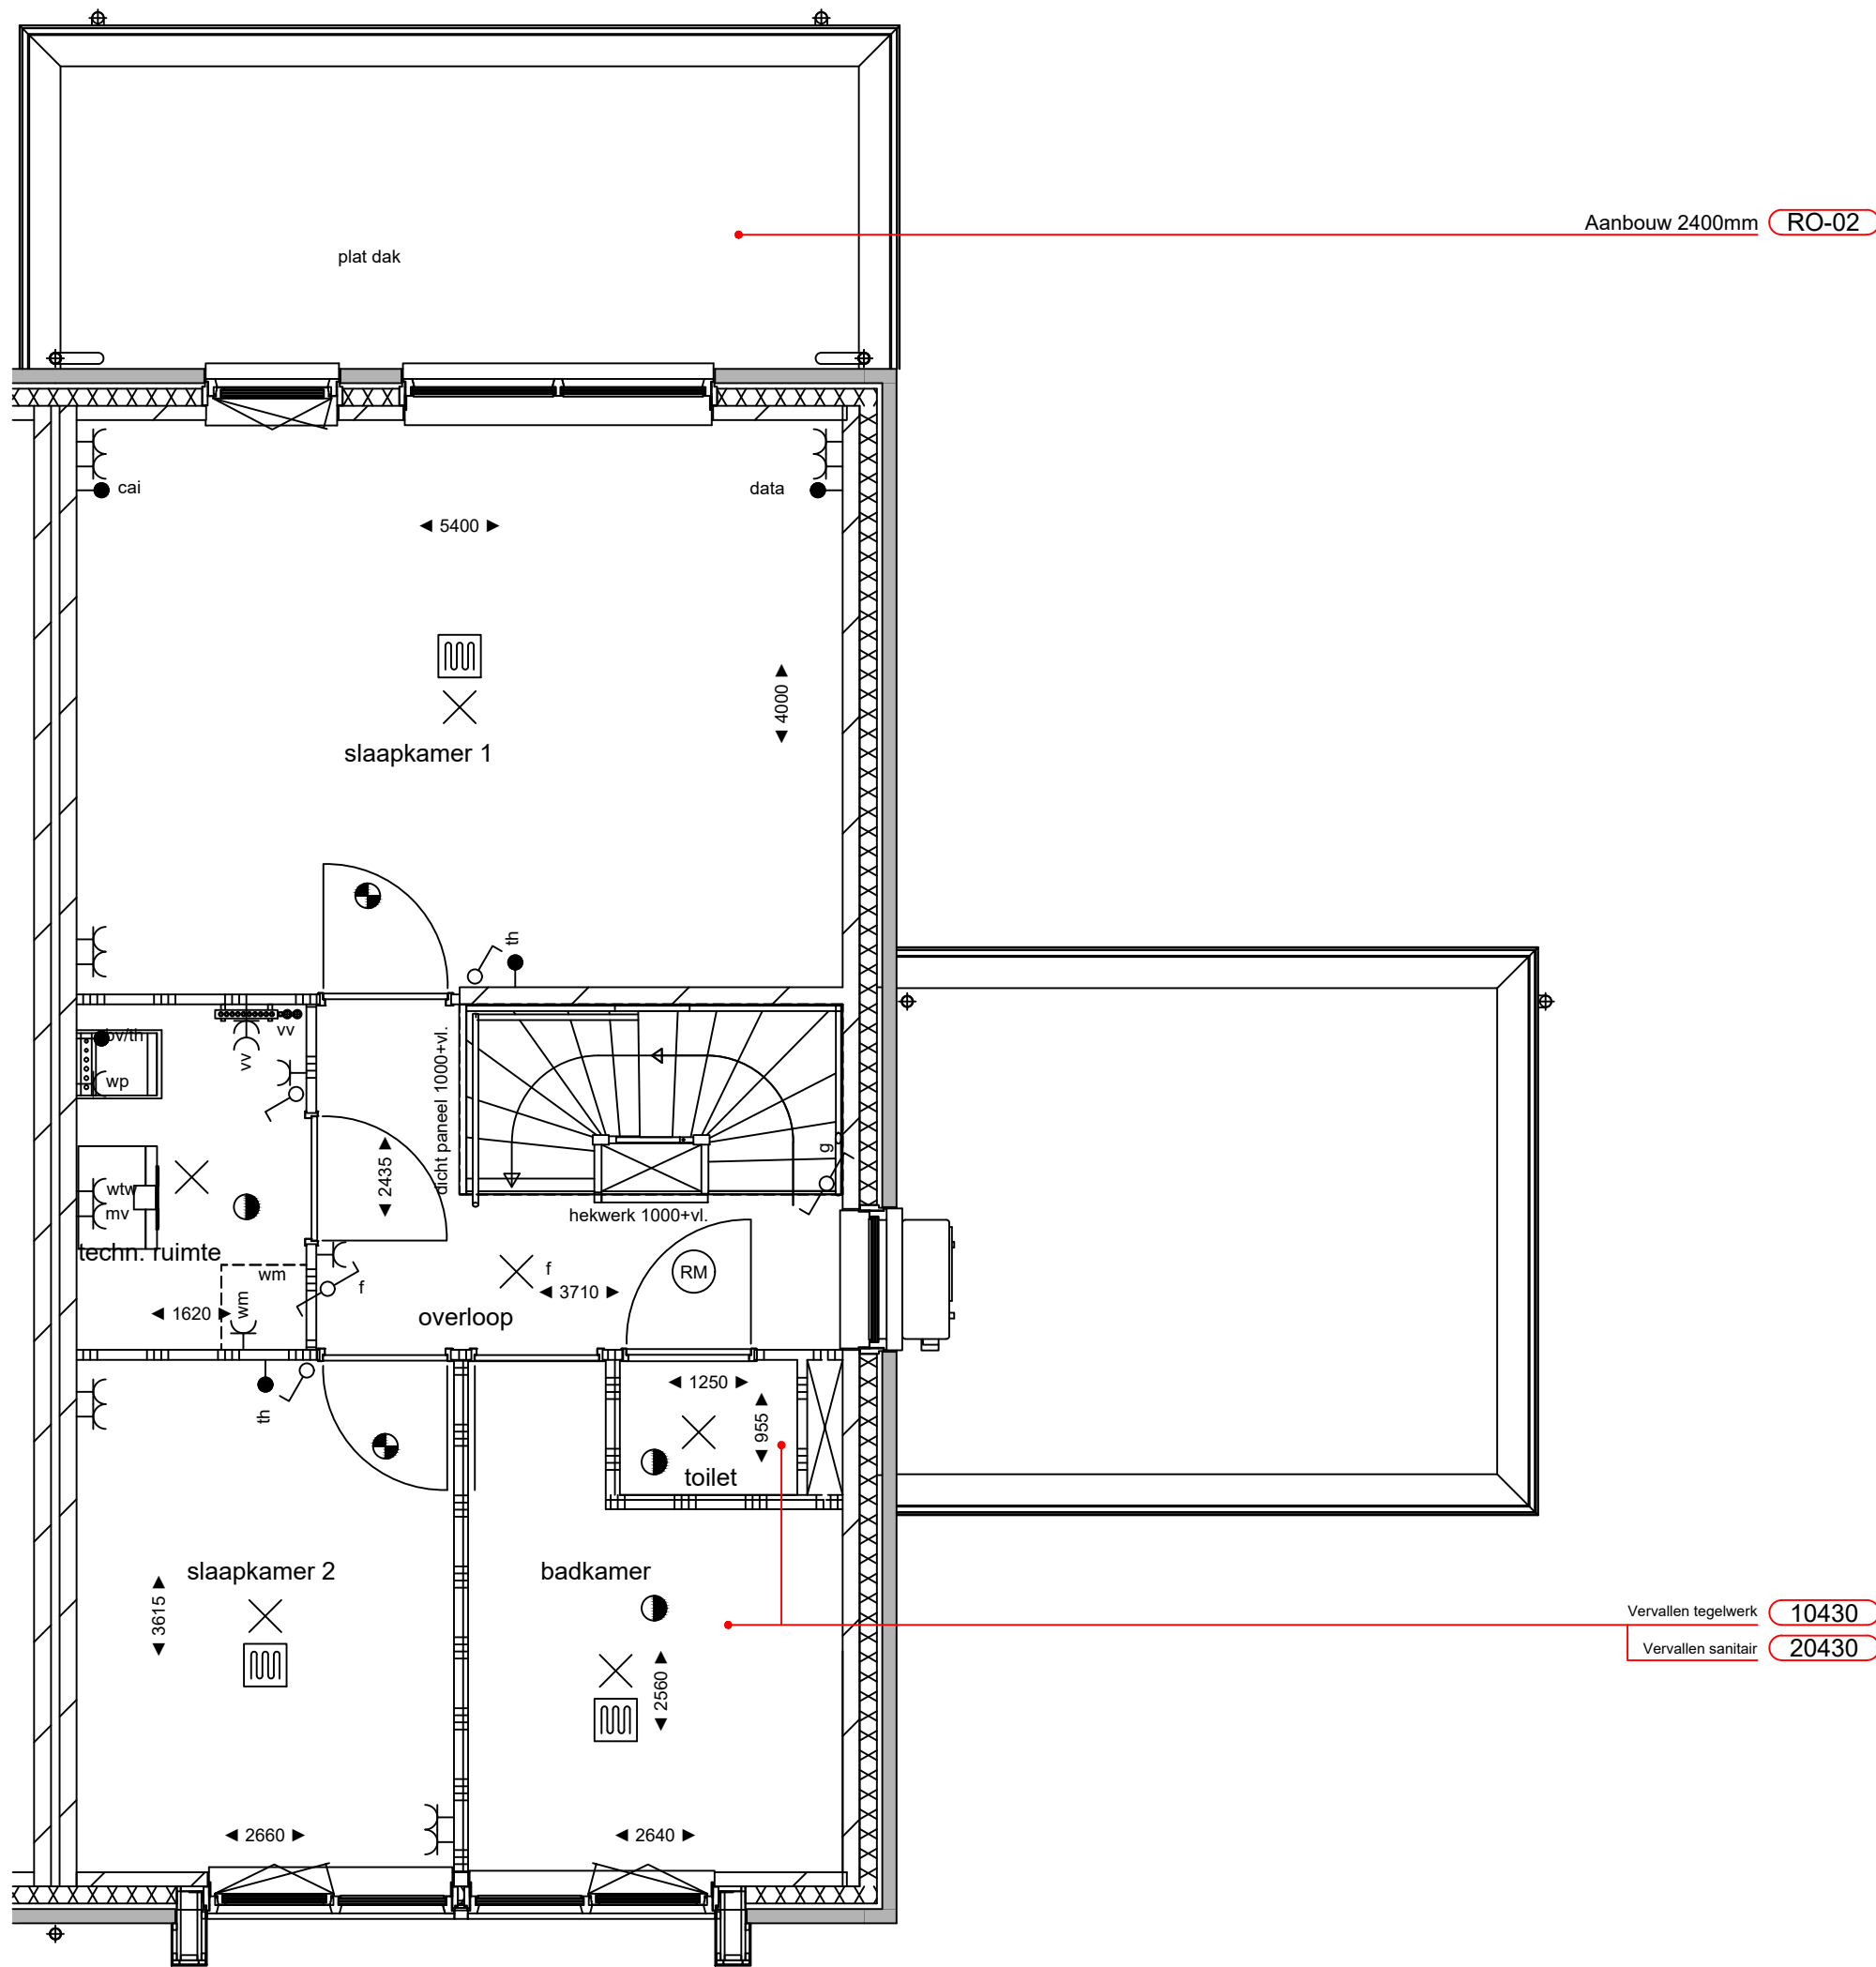 Aanbouw 2400mm RO-02
plat dak
cai
data
5400
4000
slaapkamer 1
th
vv
pv/th
vv
wp
dicht paneel 1000+vl.
2435
g
wtw
mv
hekwerk 1000+vl.
techn. ruimte
wm
f
RM
wm
f
3710
1620
overloop
1250
955
th
toilet
slaapkamer 2
badkamer
3615
Vervallen tegelwerk 10430
Vervallen sanitair 20430
2560
2660
2640